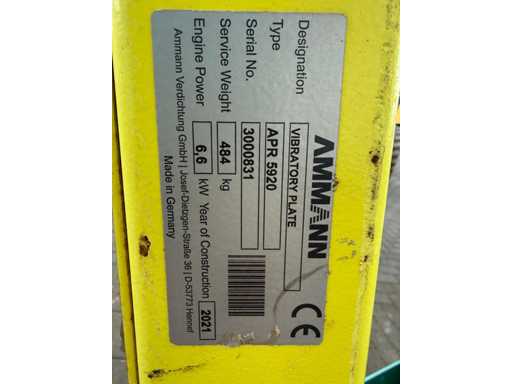 AMMANN
CE
Designation VIBRATORY PLATE
Type APR 5920
Serial No. 3000831
Service Weight 484 kg
Engine Power 6,6 kW Year of Construction 2021
Ammann Verdichtung GmbH | Josef-Dietzgen-Straße 36 | D-53773 Hennef
Made in Germany